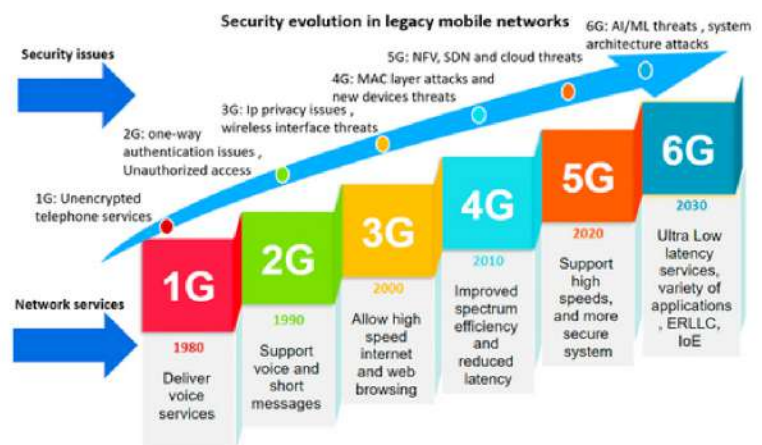 Security evolution in legacy mobile networks
Security issues
6G: AI/ML threats , system
architecture attacks
5G: NFV, SDN and cloud threats
4G: MAC layer attacks and
new devices threats
3G: Ip privacy issues ,
wireless interface threats
2G: one-way
authentication issues ,
Unauthorized access
1G: Unencrypted
telephone services
Network services
1G
1980
Deliver
voice
services
2G
1990
Support
voice and
short
messages
3G
2000
Allow high
speed
internet
and web
browsing
4G
2010
Improved
spectrum
efficiency
and
reduced
latency
5G
2020
Support
high
speeds,
and more
secure
system
6G
2030
Ultra Low
latency
services,
variety of
applications
, ERLLC,
IoE